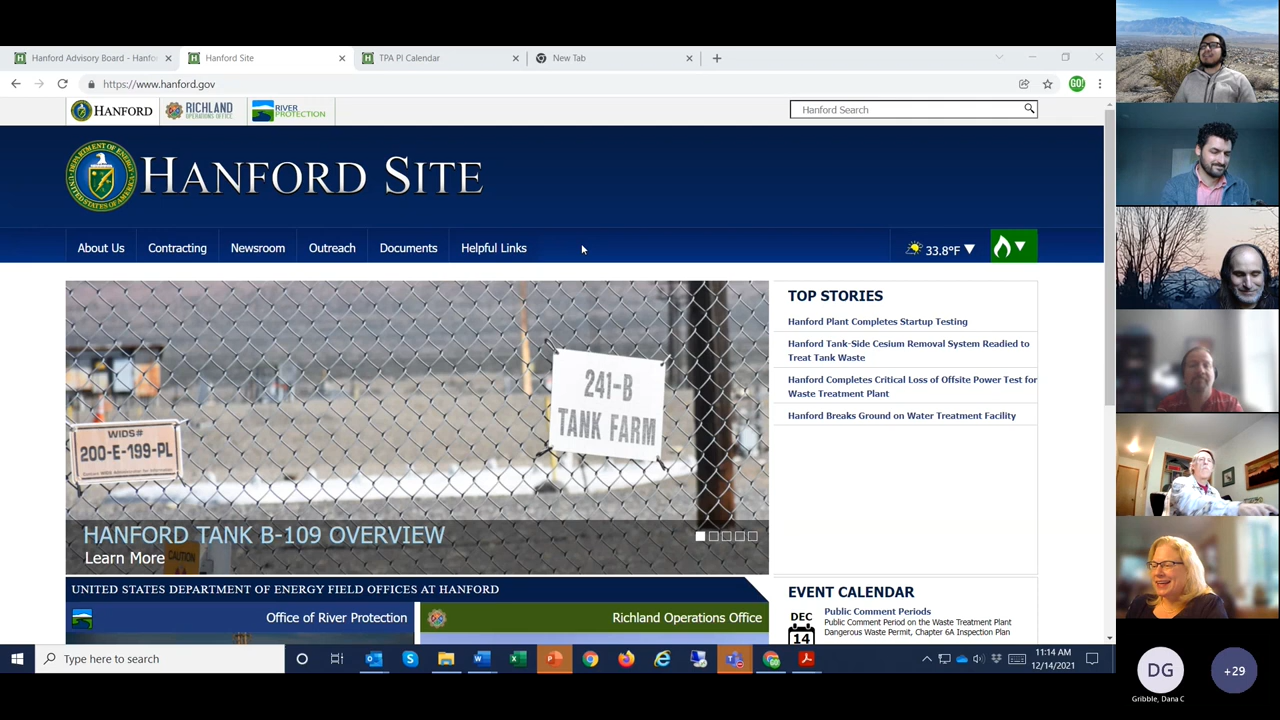 Hanford Advisory Board - Hanfo
Hanford Site
TPA PI Calendar
New Tab
https://www.hanford.gov
GO!
HANFORD
RICHLAND
OPERATIONS OFFICE
RIVER
PROTECTION
Hanford Search
HANFORD SITE
About Us
Contracting
Newsroom
Outreach
Documents
Helpful Links
33.8°F
241-B
TANK FARM
WIDS#
200-E-199-PL
CAUTION
HANFORD TANK B-109 OVERVIEW
Learn More
TOP STORIES
Hanford Plant Completes Startup Testing
Hanford Tank-Side Cesium Removal System Readied to
Treat Tank Waste
Hanford Completes Critical Loss of Offsite Power Test for
Waste Treatment Plant
Hanford Breaks Ground on Water Treatment Facility
UNITED STATES DEPARTMENT OF ENERGY FIELD OFFICES AT HANFORD
Office of River Protection
Richland Operations Office
EVENT CALENDAR
DEC
14
Public Comment Periods
Public Comment Period on the Waste Treatment Plant
Dangerous Waste Permit, Chapter 6A Inspection Plan
Type here to search
11:14 AM
12/14/2021
DG
Gribble, Dana C
+29